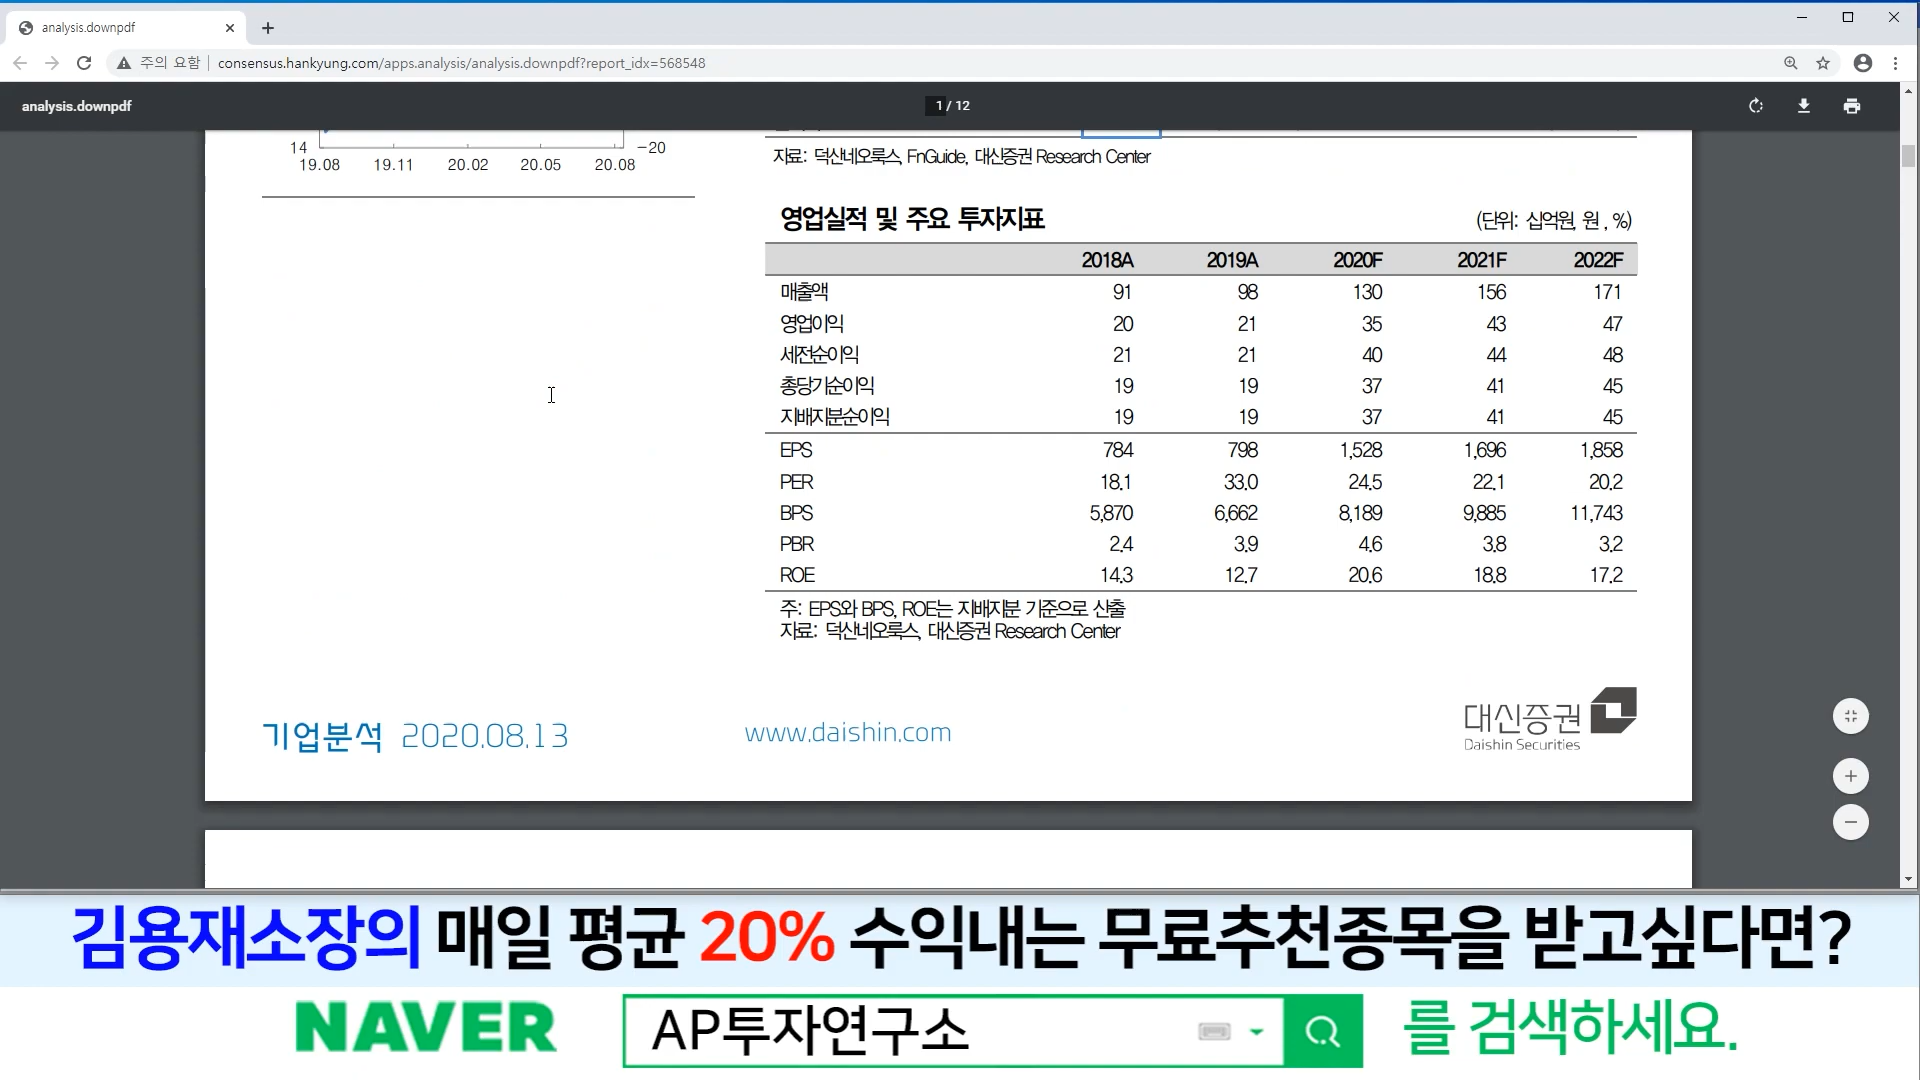 analysis.downpdf
주의 요함 | consensus.hankyung.com/apps.analysis/analysis.downpdf?report_idx=568548
analysis.downpdf
1 / 12
14
-20
19.08 19.11 20.02 20.05 20.08
자료: 덕산네오룩스, FnGuide, 대신증권 Research Center
영업실적 및 주요 투자지표 (단위: 십억원, 원 , %)
2018A 2019A 2020F 2021F 2022F
매출액 91 98 130 156 171
영업이익 20 21 35 43 47
세전순이익 21 21 40 44 48
총당기순이익 19 19 37 41 45
지배지분순이익 19 19 37 41 45
EPS 784 798 1,528 1,696 1,858
PER 18.1 33.0 24.5 22.1 20.2
BPS 5,870 6,662 8,189 9,885 11,743
PBR 2.4 3.9 4.6 3.8 3.2
ROE 14.3 12.7 20.6 18.8 17.2
주: EPS와 BPS, ROE는 지배지분 기준으로 산출
자료: 덕산네오룩스, 대신증권 Research Center
기업분석 2020.08.13
www.daishin.com
대신증권
Daishin Securities
김용재소장의 매일 평균 20% 수익내는 무료추천종목을 받고싶다면?
NAVER AP투자연구소 를 검색하세요.